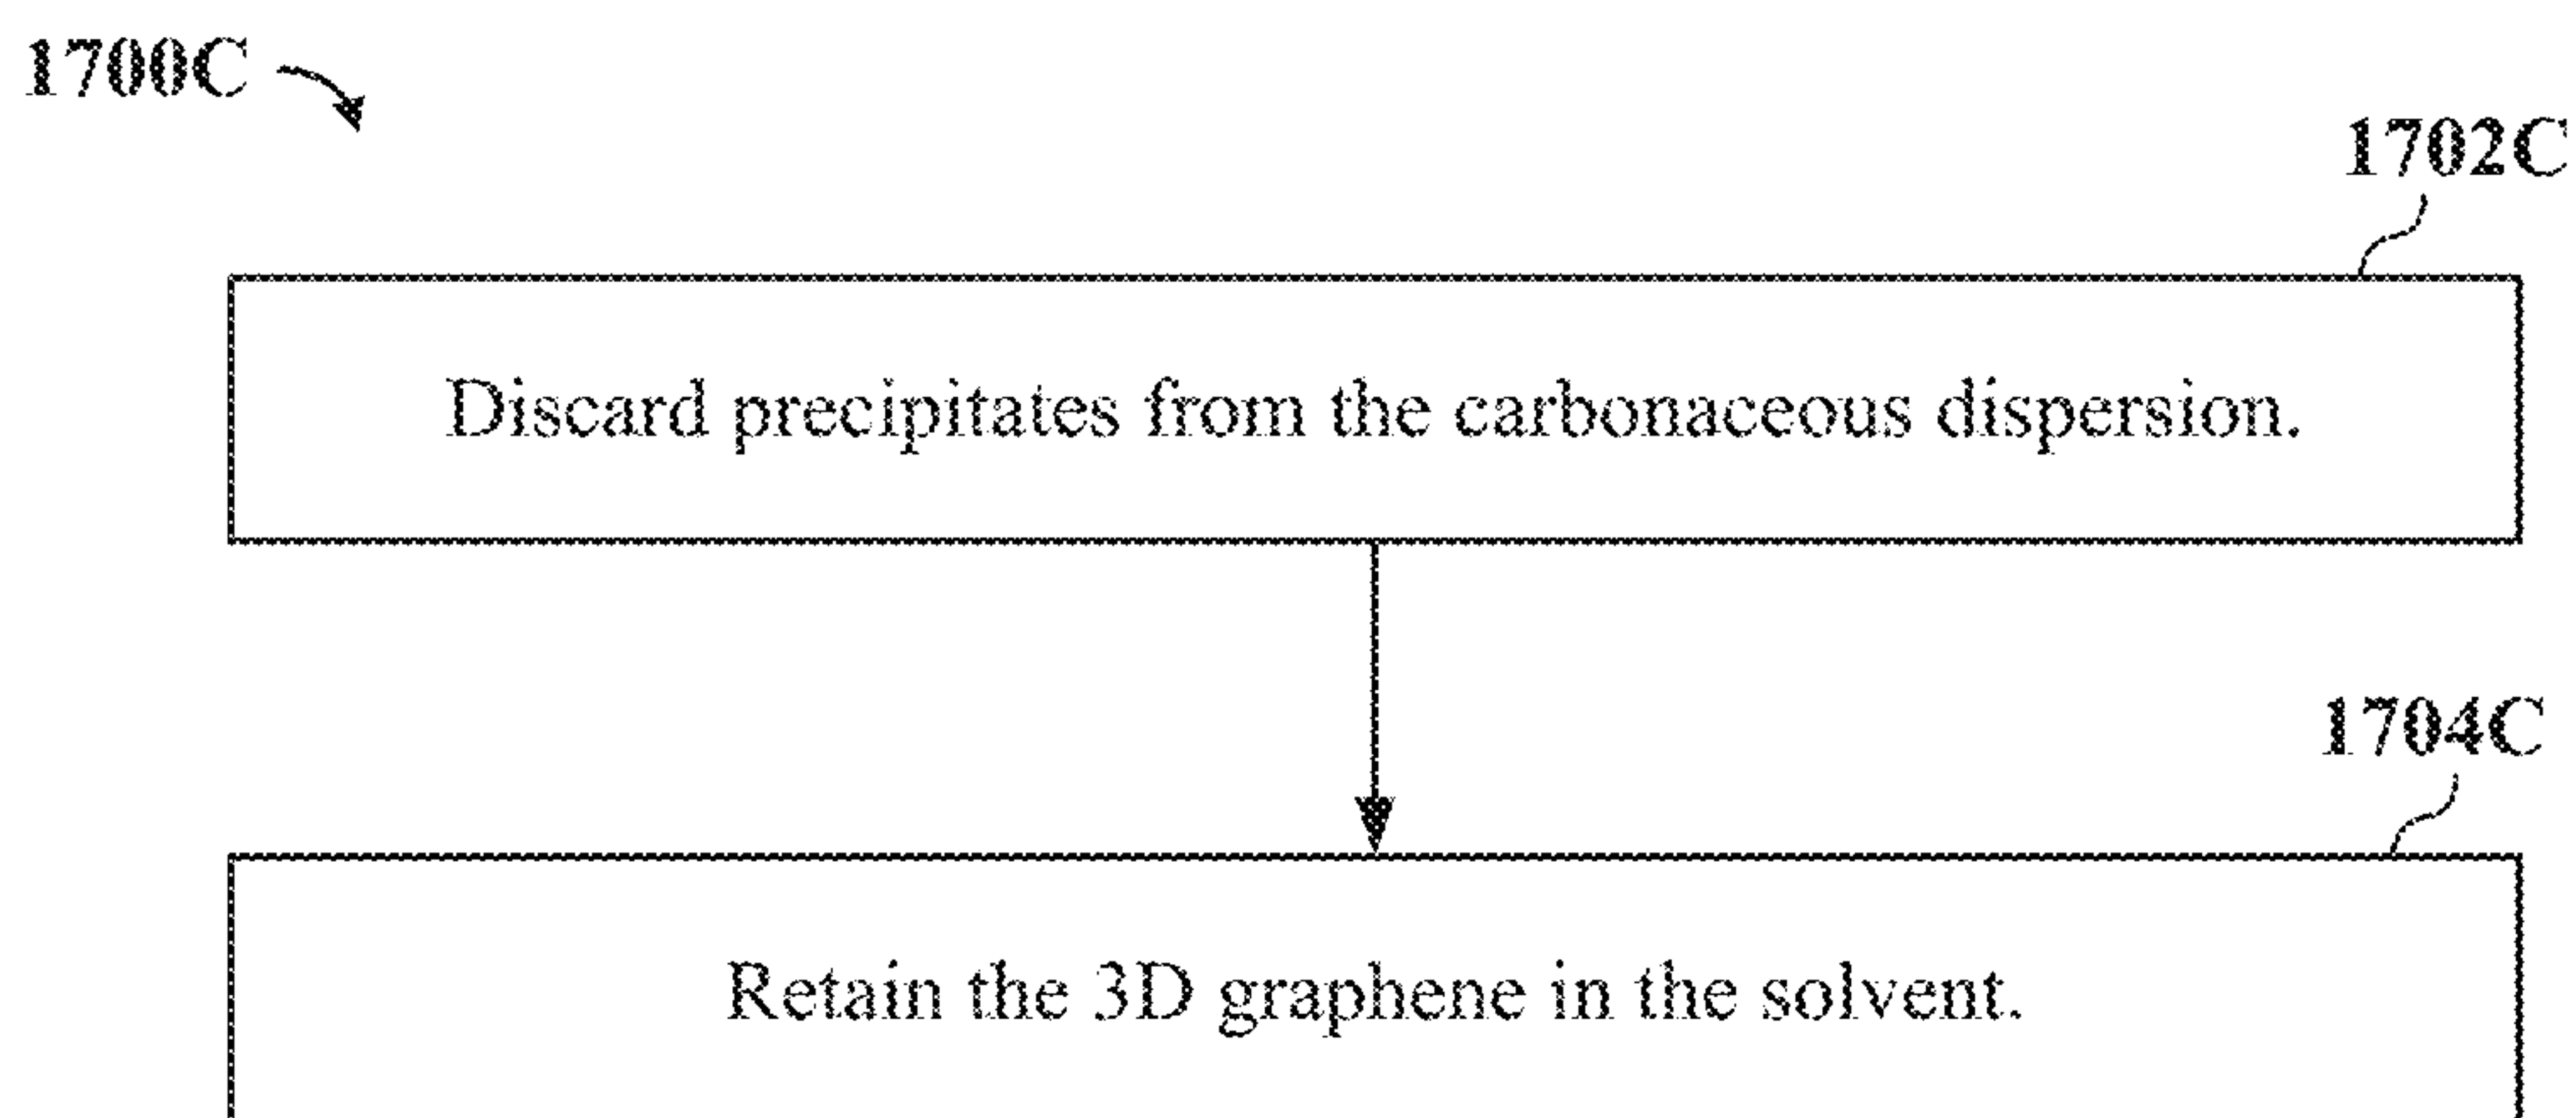 1700C
1702C
Discard precipitates from the carbonaceous dispersion.
1704C
Retain the 3D graphene in the solvent.